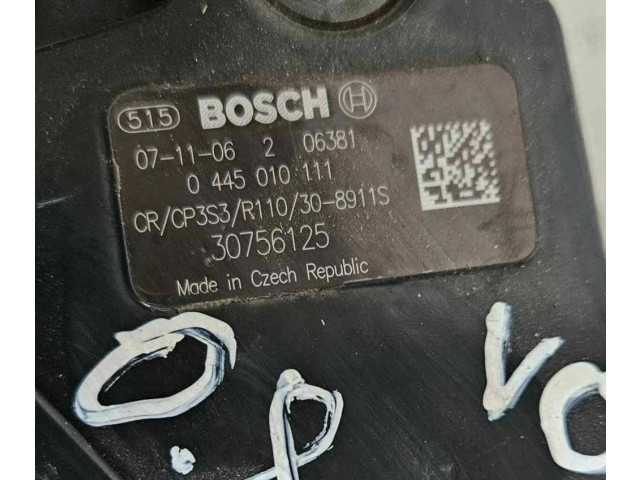 515 BOSCH
07-11-06 2 06381
0 445 010 111
CR/CP3S3/R110/30-8911S
30756125
Made in Czech Republic